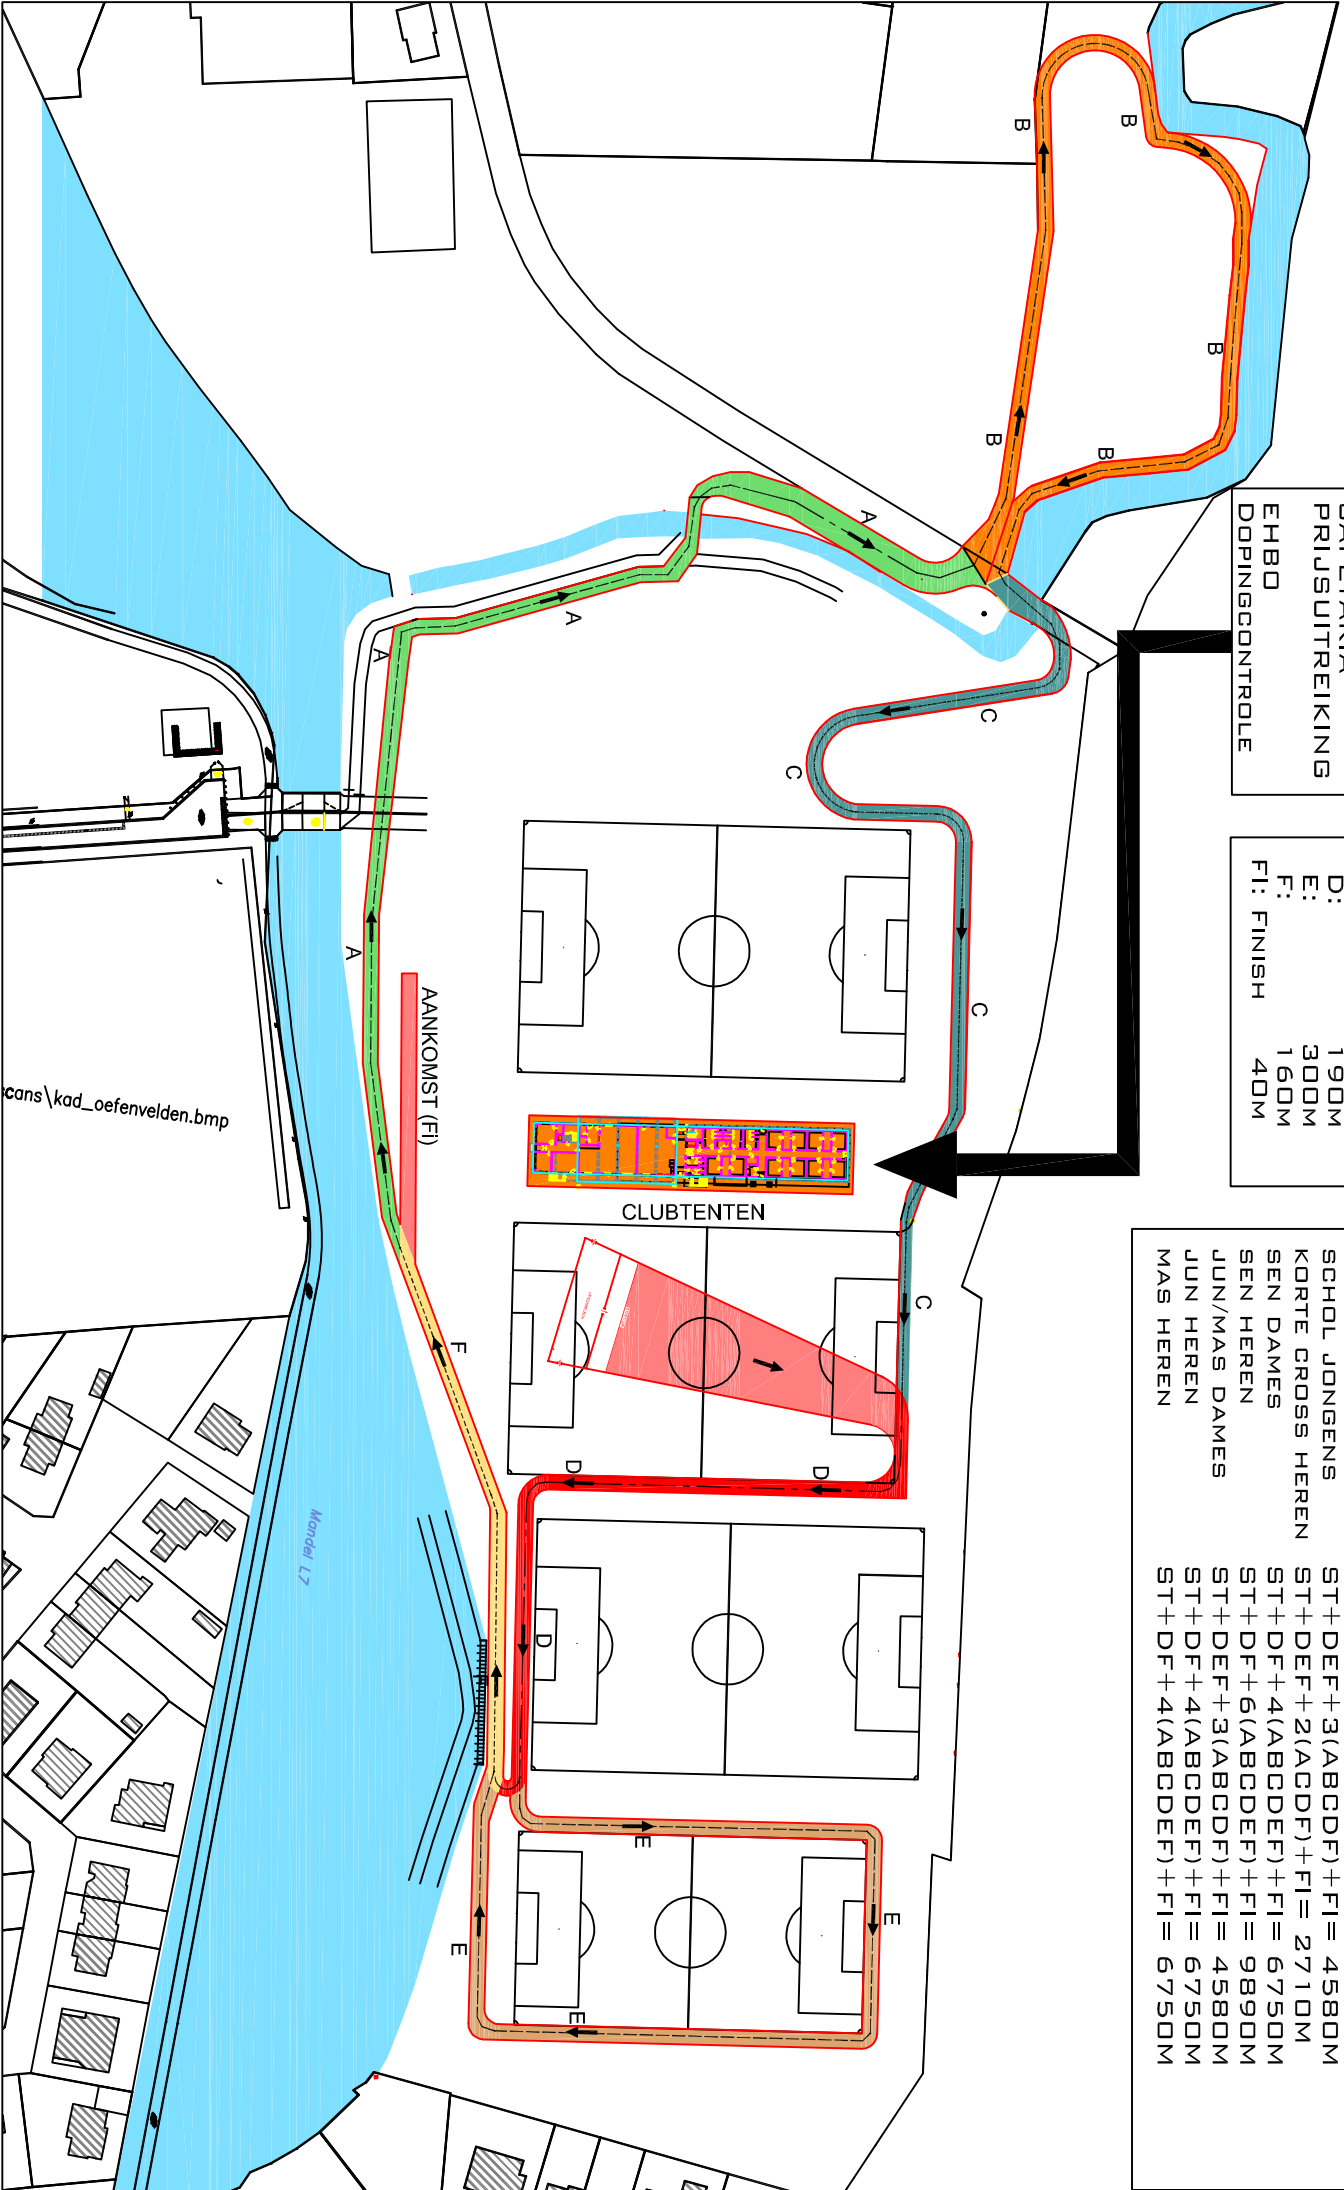 PRIJSUITREIKING
EHBO
DOPINGCONTROLE
D: 190M
E: 300M
F: 160M
FI: FINISH 40M
SCHOL JONGENS ST+DEF+3(ABCDF)+FI= 4580M
KORTE CROSS HEREN ST+DEF+2(ACDF)+FI= 2710M
SEN DAMES ST+DF+4(ABCDEF)+FI= 6750M
SEN HEREN ST+DF+6(ABCDEF)+FI= 9890M
JUN/MAS DAMES ST+DEF+3(ABCDF)+FI= 4580M
JUN HEREN ST+DF+4(ABCDEF)+FI= 6750M
MAS HEREN ST+DF+4(ABCDEF)+FI= 6750M
B
B
B
B
B
A
A
A
A
C
C
C
C
AANKOMST (Fi)
CLUBTENTEN
D
D
D
E
E
E
E
F
Mandel L7
cans\kad_oefenvelden.bmp